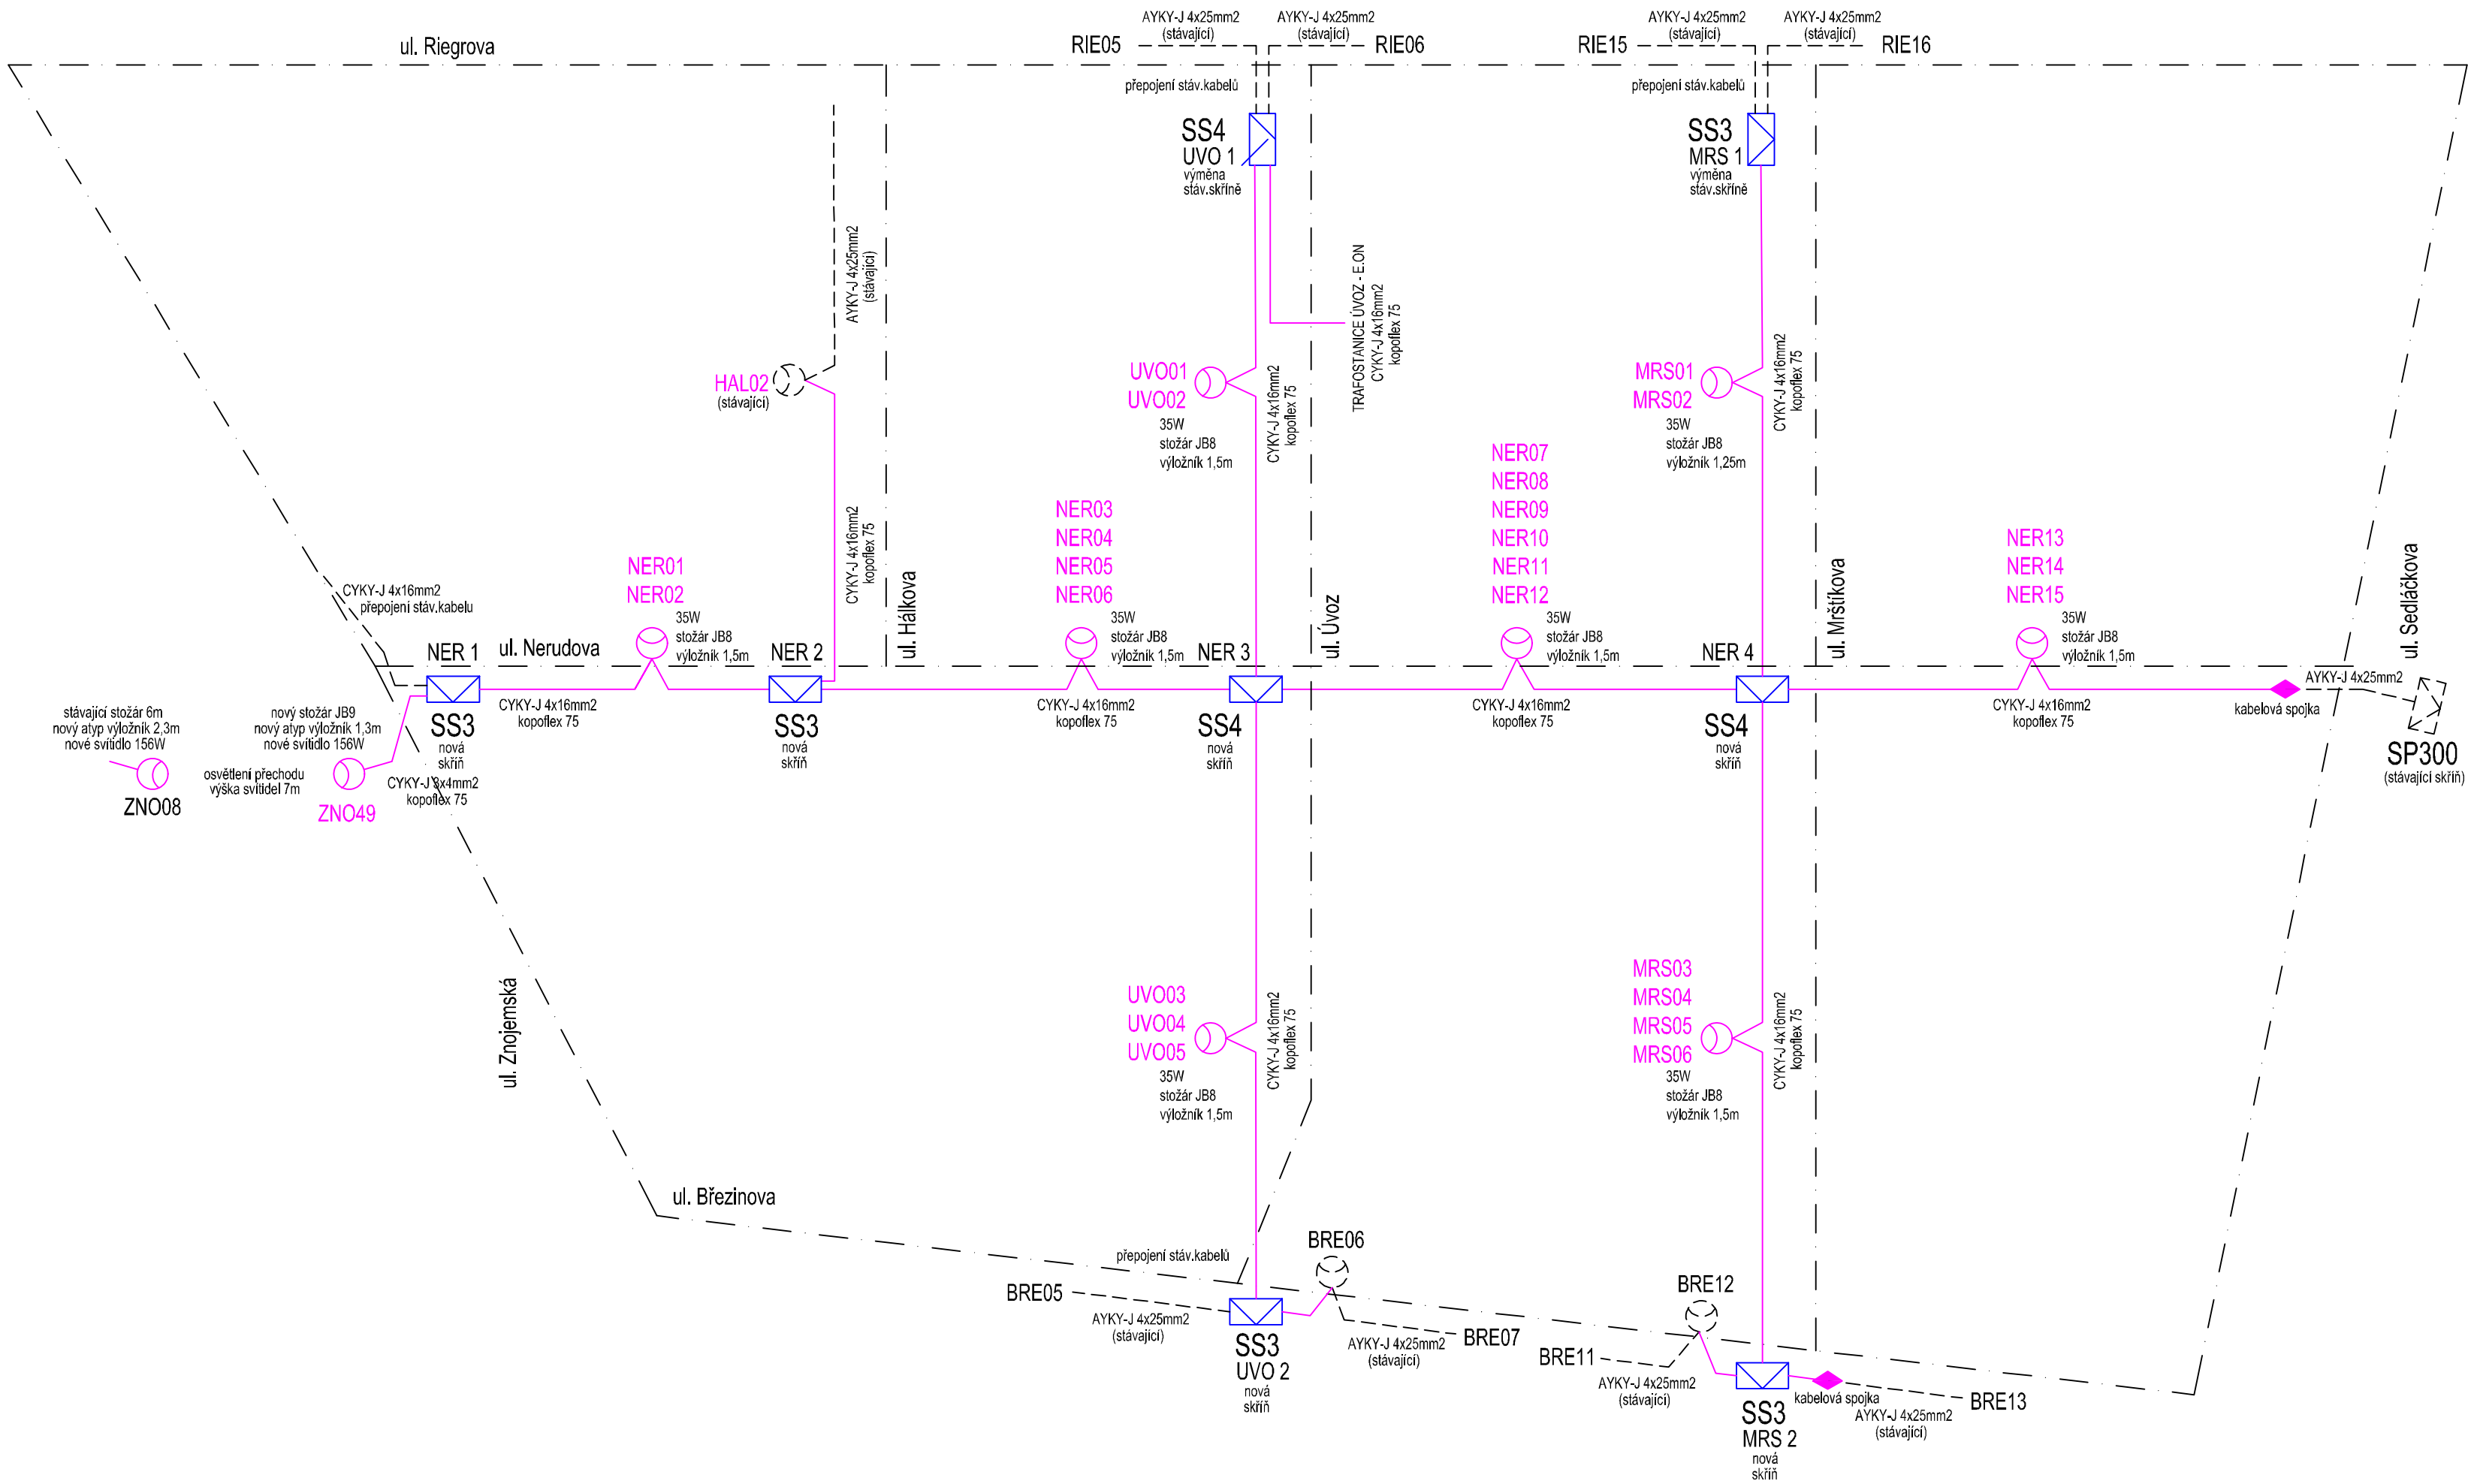 ul. Riegrova
RIE05
AYKY-J 4x25mm2
(stávající)
AYKY-J 4x25mm2
(stávající)
RIE06
RIE15
AYKY-J 4x25mm2
(stávající)
AYKY-J 4x25mm2
(stávající)
RIE16
přepojení stáv.kabelů
SS4
UVO 1
výměna
stáv.skříně
přepojení stáv.kabelů
SS3
MRS 1
výměna
stáv.skříně
AYKY-J 4x25mm2
(stávající)
TRAFOSTANICE ÚVOZ - E.ON
CYKY-J 4x16mm2
kopoflex 75
HAL02
(stávající)
UVO01
UVO02
35W
stožár JB8
výložník 1,5m
CYKY-J 4x16mm2
kopoflex 75
MRS01
MRS02
35W
stožár JB8
výložník 1,25m
CYKY-J 4x16mm2
kopoflex 75
CYKY-J 4x16mm2
kopoflex 75
CYKY-J 4x16mm2
přepojení stáv.kabelu
NER 1
ul. Nerudova
NER01
NER02
35W
stožár JB8
výložník 1,5m
NER 2
ul. Hálkova
NER03
NER04
NER05
NER06
35W
stožár JB8
výložník 1,5m
NER 3
ul. Úvoz
NER07
NER08
NER09
NER10
NER11
NER12
35W
stožár JB8
výložník 1,5m
NER 4
ul. Mrštíkova
NER13
NER14
NER15
35W
stožár JB8
výložník 1,5m
ul. Sedláčkova
stávající stožár 6m
nový atyp výložník 2,3m
nové svítidlo 156W
ZNO08
osvětlení přechodu
výška svítidel 7m
nový stožár JB9
nový atyp výložník 1,3m
nové svítidlo 156W
ZNO49
CYKY-J 3x4mm2
kopoflex 75
SS3
nová
skříň
CYKY-J 4x16mm2
kopoflex 75
SS3
nová
skříň
CYKY-J 4x16mm2
kopoflex 75
SS4
nová
skříň
CYKY-J 4x16mm2
kopoflex 75
SS4
nová
skříň
CYKY-J 4x16mm2
kopoflex 75
kabelová spojka
AYKY-J 4x25mm2
SP300
(stávající skříň)
ul. Znojemská
UVO03
UVO04
UVO05
35W
stožár JB8
výložník 1,5m
CYKY-J 4x16mm2
kopoflex 75
MRS03
MRS04
MRS05
MRS06
35W
stožár JB8
výložník 1,5m
CYKY-J 4x16mm2
kopoflex 75
ul. Březinova
přepojení stáv.kabelů
BRE05
AYKY-J 4x25mm2
(stávající)
SS3
UVO 2
nová
skříň
BRE06
AYKY-J 4x25mm2
(stávající)
BRE07
BRE11
AYKY-J 4x25mm2
(stávající)
BRE12
SS3
MRS 2
nová
skříň
kabelová spojka
AYKY-J 4x25mm2
(stávající)
BRE13